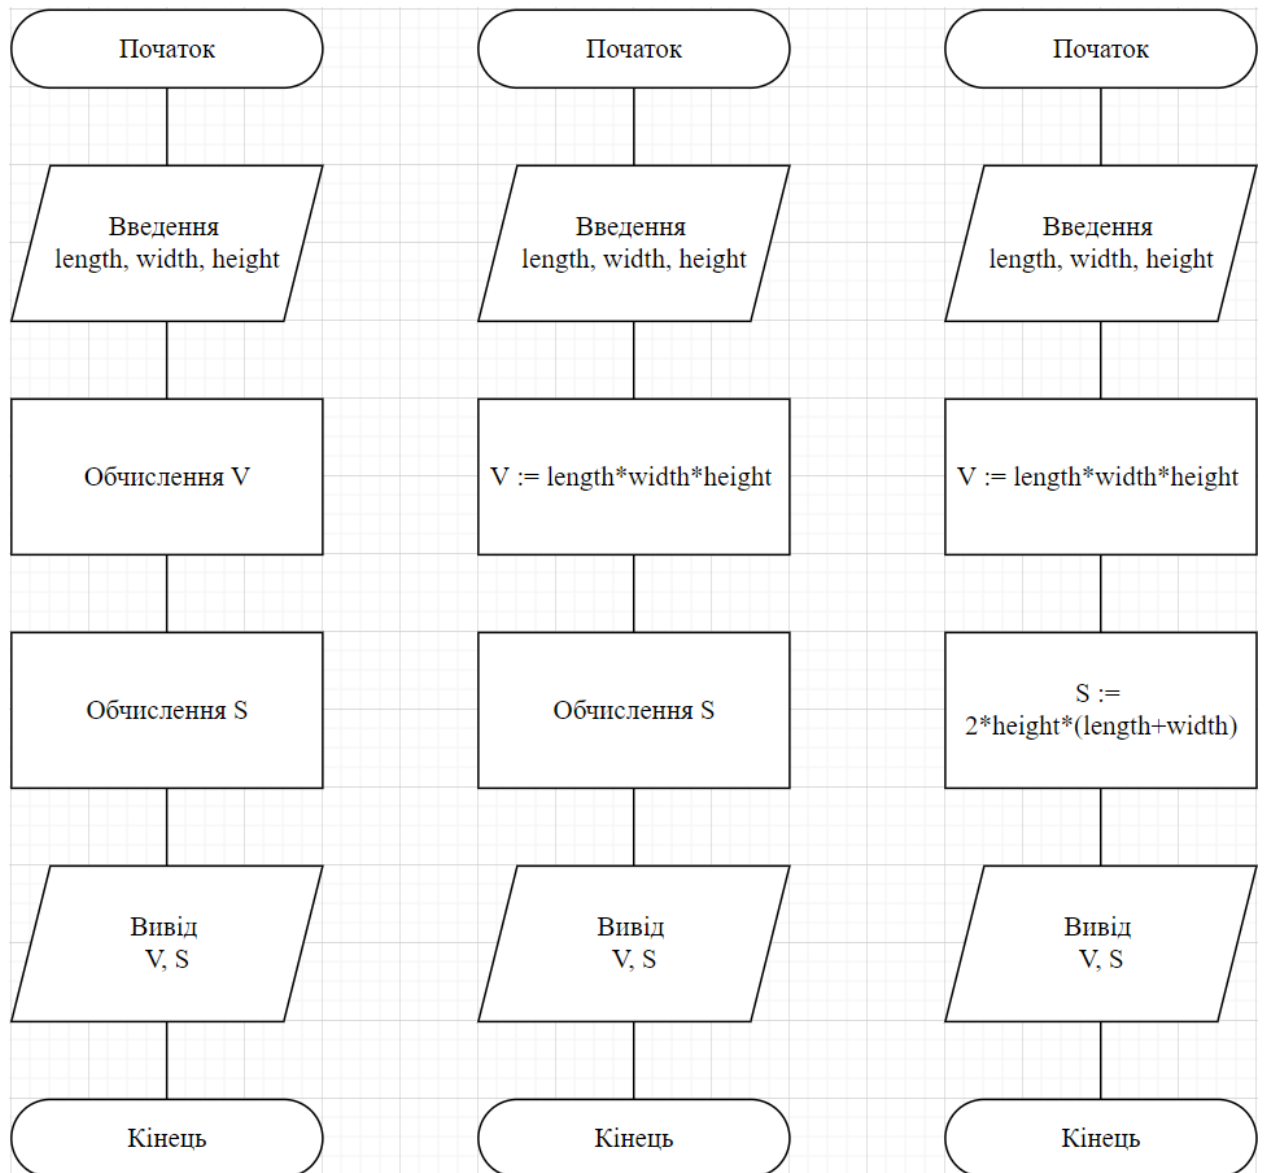 Початок
Введення
length, width, height
Обчислення V
Обчислення S
Вивід
V, S
Кінець
Початок
Введення
length, width, height
V := length*width*height
Обчислення S
Вивід
V, S
Кінець
Початок
Введення
length, width, height
V := length*width*height
S :=
2*height*(length+width)
Вивід
V, S
Кінець